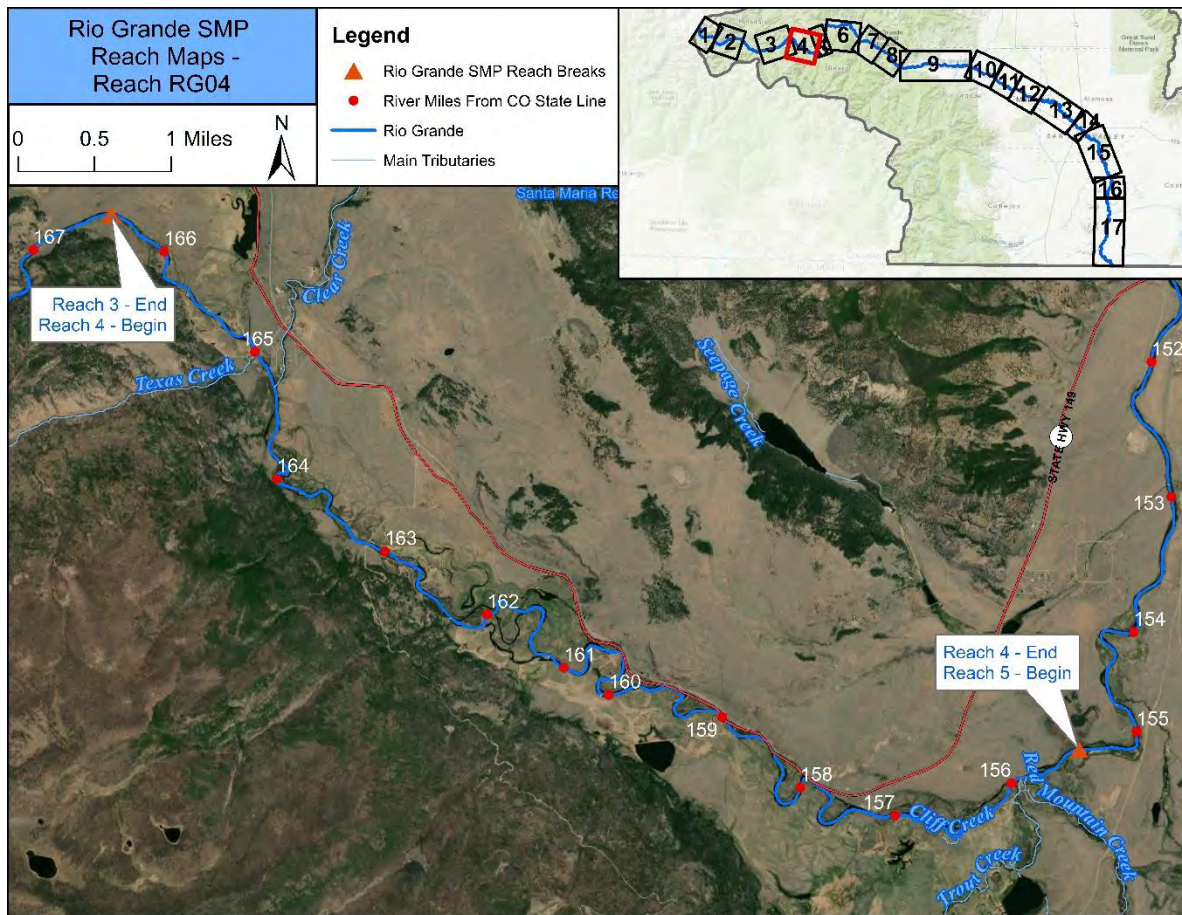 Rio Grande SMP
Reach Maps -
Reach RG04
0 0.5 1 Miles
N
Legend
Rio Grande SMP Reach Breaks
River Miles From CO State Line
Rio Grande
Main Tributaries
1
2
3
4
6
7
8
9
10
11
12
13
14
15
16
17
Alamosa
Conejos
Santa Maria Re
167
166
Reach 3 - End
Reach 4 - Begin
Clear Creek
165
Texas Creek
164
163
162
161
160
159
158
157
156
Seepage Creek
STATE HWY 149
152
153
154
155
Reach 4 - End
Reach 5 - Begin
Cliff Creek
Red Mountain Creek
Trout Creek